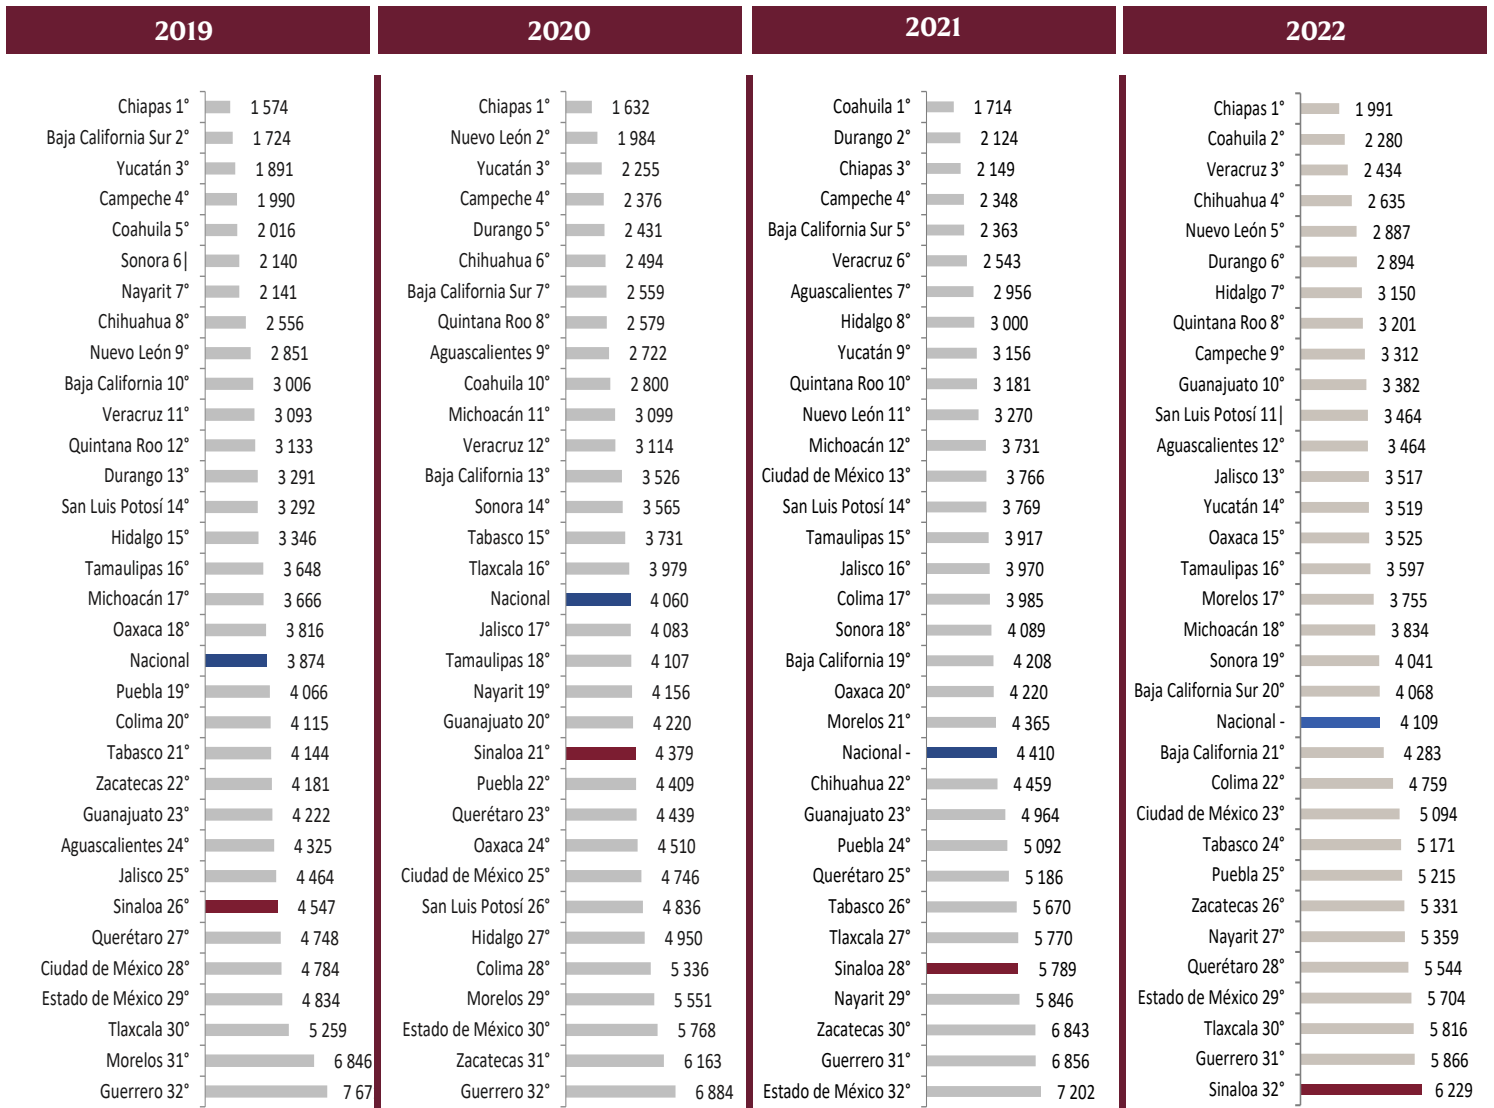 2019
Chiapas 1° 1 574
Baja California Sur 2° 1 724
Yucatán 3° 1 891
Campeche 4° 1 990
Coahuila 5° 2 016
Sonora 6| 2 140
Nayarit 7° 2 141
Chihuahua 8° 2 556
Nuevo León 9° 2 851
Baja California 10° 3 006
Veracruz 11° 3 093
Quintana Roo 12° 3 133
Durango 13° 3 291
San Luis Potosí 14° 3 292
Hidalgo 15° 3 346
Tamaulipas 16° 3 648
Michoacán 17° 3 666
Oaxaca 18° 3 816
Nacional 3 874
Puebla 19° 4 066
Colima 20° 4 115
Tabasco 21° 4 144
Zacatecas 22° 4 181
Guanajuato 23° 4 222
Aguascalientes 24° 4 325
Jalisco 25° 4 464
Sinaloa 26° 4 547
Querétaro 27° 4 748
Ciudad de México 28° 4 784
Estado de México 29° 4 834
Tlaxcala 30° 5 259
Morelos 31° 6 846
Guerrero 32° 7 67
2020
Chiapas 1° 1 632
Nuevo León 2° 1 984
Yucatán 3° 2 255
Campeche 4° 2 376
Durango 5° 2 431
Chihuahua 6° 2 494
Baja California Sur 7° 2 559
Quintana Roo 8° 2 579
Aguascalientes 9° 2 722
Coahuila 10° 2 800
Michoacán 11° 3 099
Veracruz 12° 3 114
Baja California 13° 3 526
Sonora 14° 3 565
Tabasco 15° 3 731
Tlaxcala 16° 3 979
Nacional 4 060
Jalisco 17° 4 083
Tamaulipas 18° 4 107
Nayarit 19° 4 156
Guanajuato 20° 4 220
Sinaloa 21° 4 379
Puebla 22° 4 409
Querétaro 23° 4 439
Oaxaca 24° 4 510
Ciudad de México 25° 4 746
San Luis Potosí 26° 4 836
Hidalgo 27° 4 950
Colima 28° 5 336
Morelos 29° 5 551
Estado de México 30° 5 768
Zacatecas 31° 6 163
Guerrero 32° 6 884
2021
Coahuila 1° 1 714
Durango 2° 2 124
Chiapas 3° 2 149
Campeche 4° 2 348
Baja California Sur 5° 2 363
Veracruz 6° 2 543
Aguascalientes 7° 2 956
Hidalgo 8° 3 000
Yucatán 9° 3 156
Quintana Roo 10° 3 181
Nuevo León 11° 3 270
Michoacán 12° 3 731
Ciudad de México 13° 3 766
San Luis Potosí 14° 3 769
Tamaulipas 15° 3 917
Jalisco 16° 3 970
Colima 17° 3 985
Sonora 18° 4 089
Baja California 19° 4 208
Oaxaca 20° 4 220
Morelos 21° 4 365
Nacional - 4 410
Chihuahua 22° 4 459
Guanajuato 23° 4 964
Puebla 24° 5 092
Querétaro 25° 5 186
Tabasco 26° 5 670
Tlaxcala 27° 5 770
Sinaloa 28° 5 789
Nayarit 29° 5 846
Zacatecas 30° 6 843
Guerrero 31° 6 856
Estado de México 32° 7 202
2022
Chiapas 1° 1 991
Coahuila 2° 2 280
Veracruz 3° 2 434
Chihuahua 4° 2 635
Nuevo León 5° 2 887
Durango 6° 2 894
Hidalgo 7° 3 150
Quintana Roo 8° 3 201
Campeche 9° 3 312
Guanajuato 10° 3 382
San Luis Potosí 11| 3 464
Aguascalientes 12° 3 464
Jalisco 13° 3 517
Yucatán 14° 3 519
Oaxaca 15° 3 525
Tamaulipas 16° 3 597
Morelos 17° 3 755
Michoacán 18° 3 834
Sonora 19° 4 041
Baja California Sur 20° 4 068
Nacional - 4 109
Baja California 21° 4 283
Colima 22° 4 759
Ciudad de México 23° 5 094
Tabasco 24° 5 171
Puebla 25° 5 215
Zacatecas 26° 5 331
Nayarit 27° 5 359
Querétaro 28° 5 544
Estado de México 29° 5 704
Tlaxcala 30° 5 816
Guerrero 31° 5 866
Sinaloa 32° 6 229